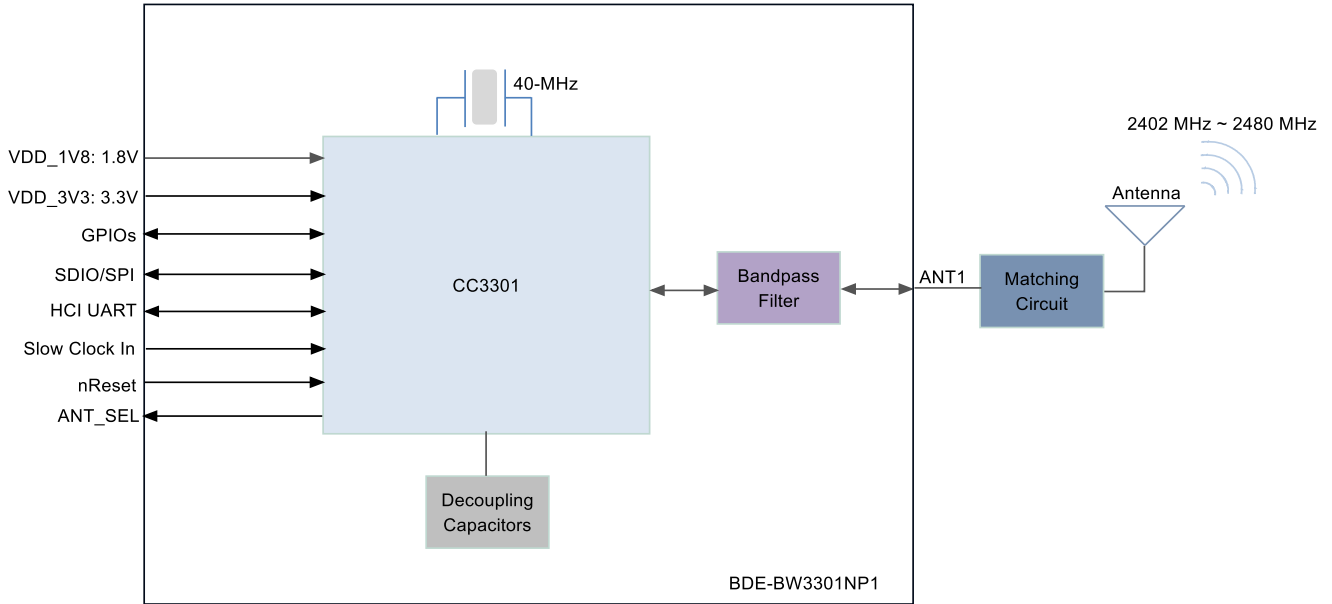 40-MHz
2402 MHz ~ 2480 MHz
VDD_1V8: 1.8V
VDD_3V3: 3.3V
Antenna
GPIOs
SDIO/SPI
CC3301
Bandpass
Filter
ANT1
Matching
Circuit
HCI UART
Slow Clock In
nReset
ANT_SEL
Decoupling
Capacitors
BDE-BW3301NP1